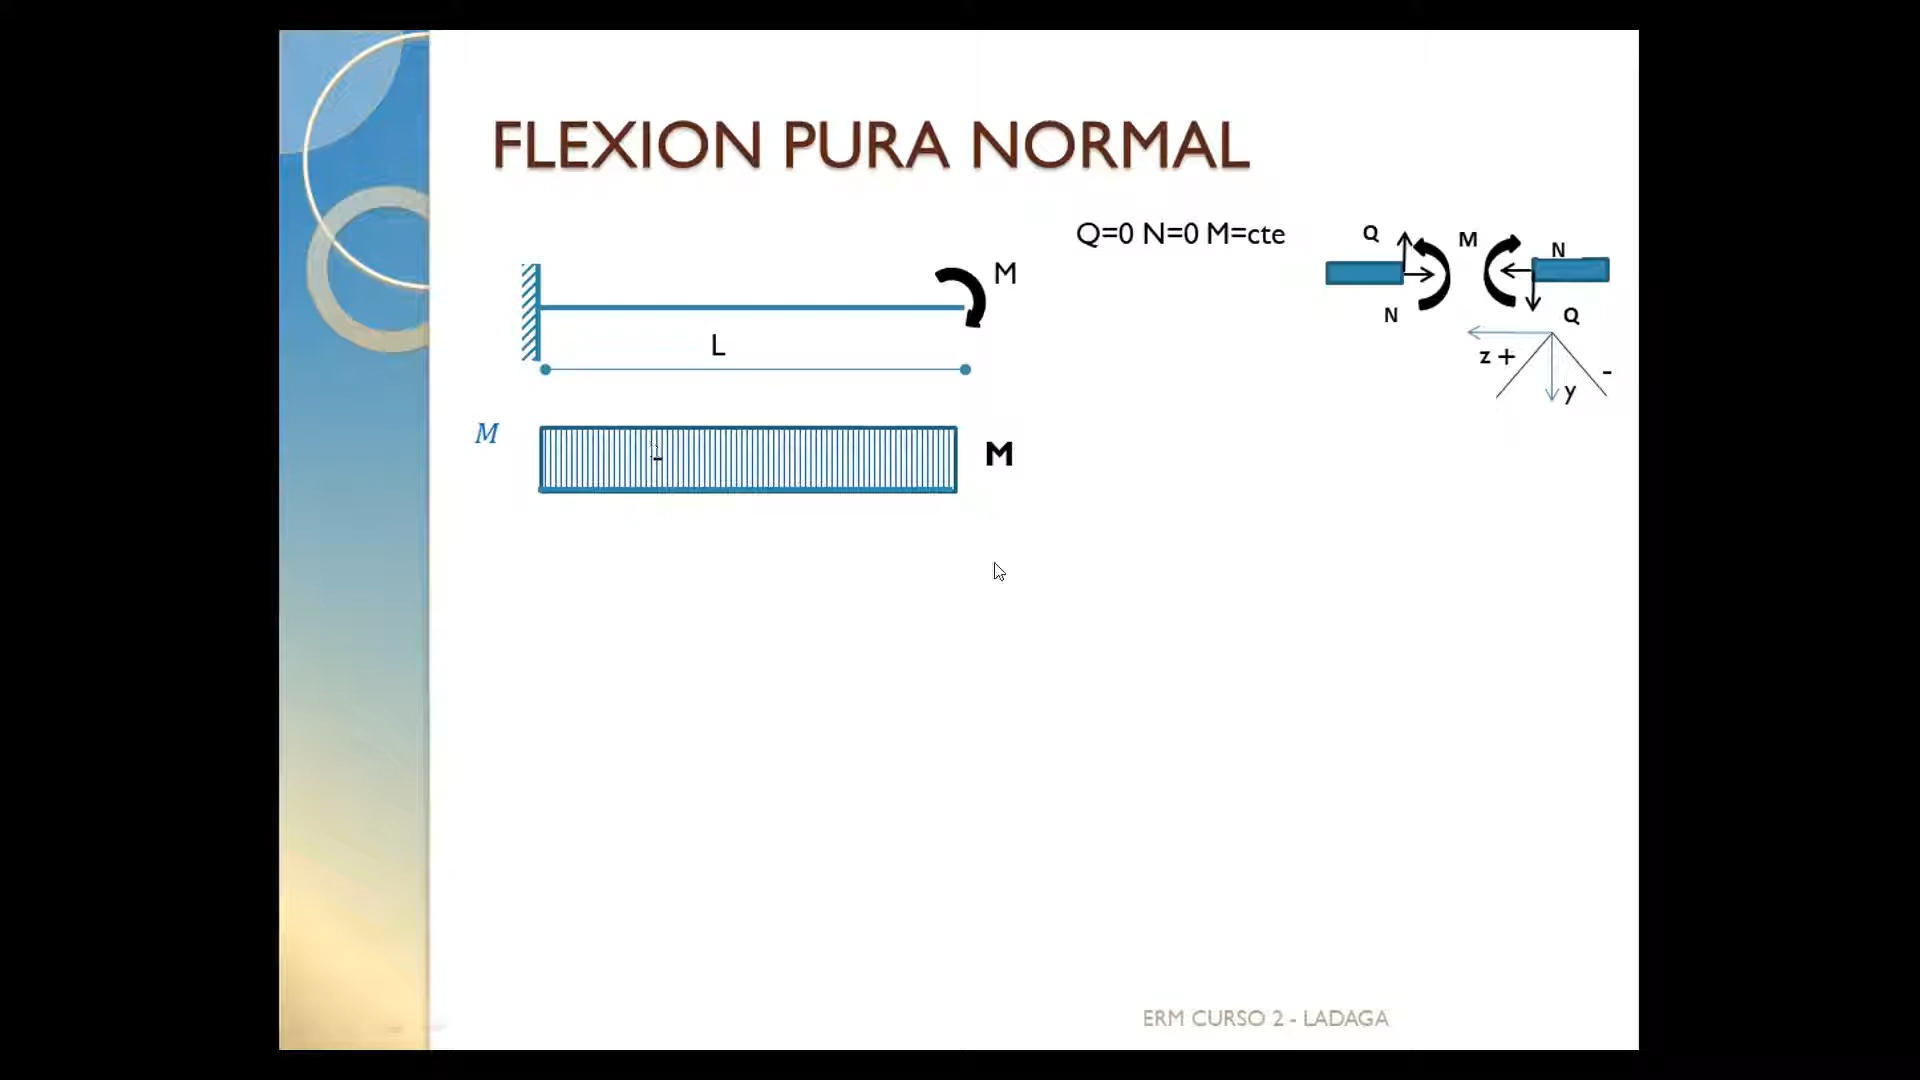 FLEXION PURA NORMAL
Q=0 N=0 M=cte
M
L
M
-
M
Q
M
N
N
Q
z +
-
y
ERM CURSO 2 - LADAGA